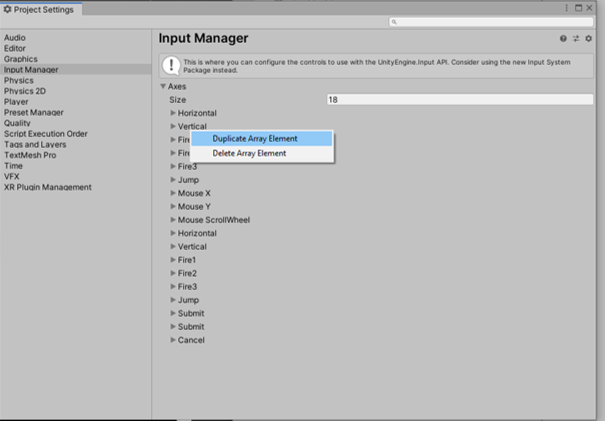 Project Settings
Audio
Editor
Graphics
Input Manager
Physics
Physics 2D
Player
Preset Manager
Quality
Script Execution Order
Tags and Layers
TextMesh Pro
Time
VFX
XR Plugin Management
Input Manager
This is where you can configure the controls to use with the UnityEngine.Input API. Consider using the new Input System
Package instead.
Axes
Size 18
Horizontal
Vertical
Duplicate Array Element
Delete Array Element
Fire3
Jump
Mouse X
Mouse Y
Mouse ScrollWheel
Horizontal
Vertical
Fire1
Fire2
Fire3
Jump
Submit
Submit
Cancel